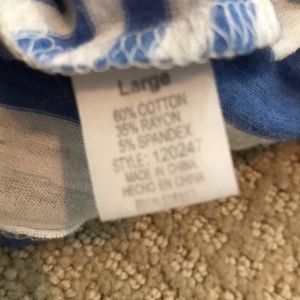 Large
60% COTTON
35% RAYON
5% SPANDEX
STYLE: 120247
MADE IN CHINA
HECHO EN CHINA